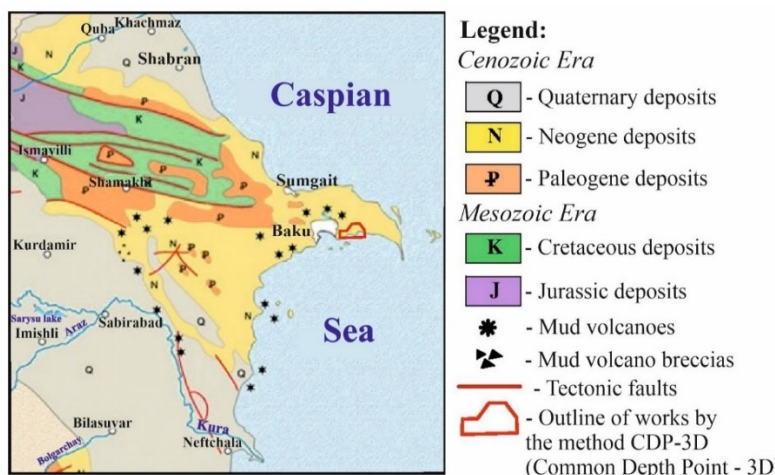 Khachmaz
Quba
Q
Shabran
N
J
K
P
K
J
N
Caspian
Ismavilli
P
P
K
Shamakhi
P
Sumgait
N
Baku
Kurdamir
N
P
P
P
N
Sarysu lake
Araz
Sabirabad
Imishli
Sea
Q
Q
Q
Bilasuvar
Kura
Bolgarchay
Neftchala
N
Legend:
Cenozoic Era
Q - Quaternary deposits
N - Neogene deposits
P - Paleogene deposits
Mesozoic Era
K - Cretaceous deposits
J - Jurassic deposits
- Mud volcanoes
- Mud volcano breccias
- Tectonic faults
- Outline of works by
the method CDP-3D
(Common Depth Point - 3D